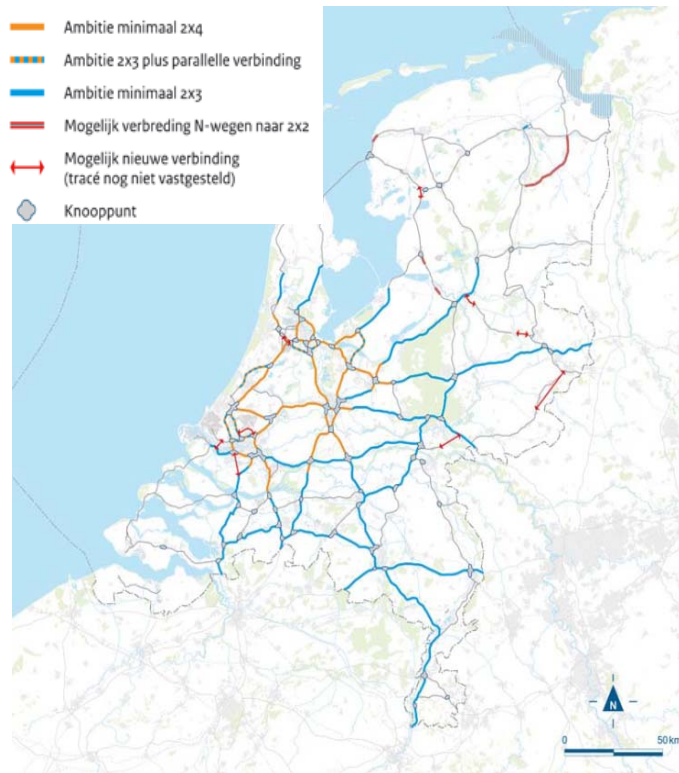 Ambitie minimaal 2x4
Ambitie 2x3 plus parallelle verbinding
Ambitie minimaal 2x3
Mogelijk verbreding N-wegen naar 2x2
Mogelijk nieuwe verbinding
(tracé nog niet vastgesteld)
Knooppunt
N
0 50 km